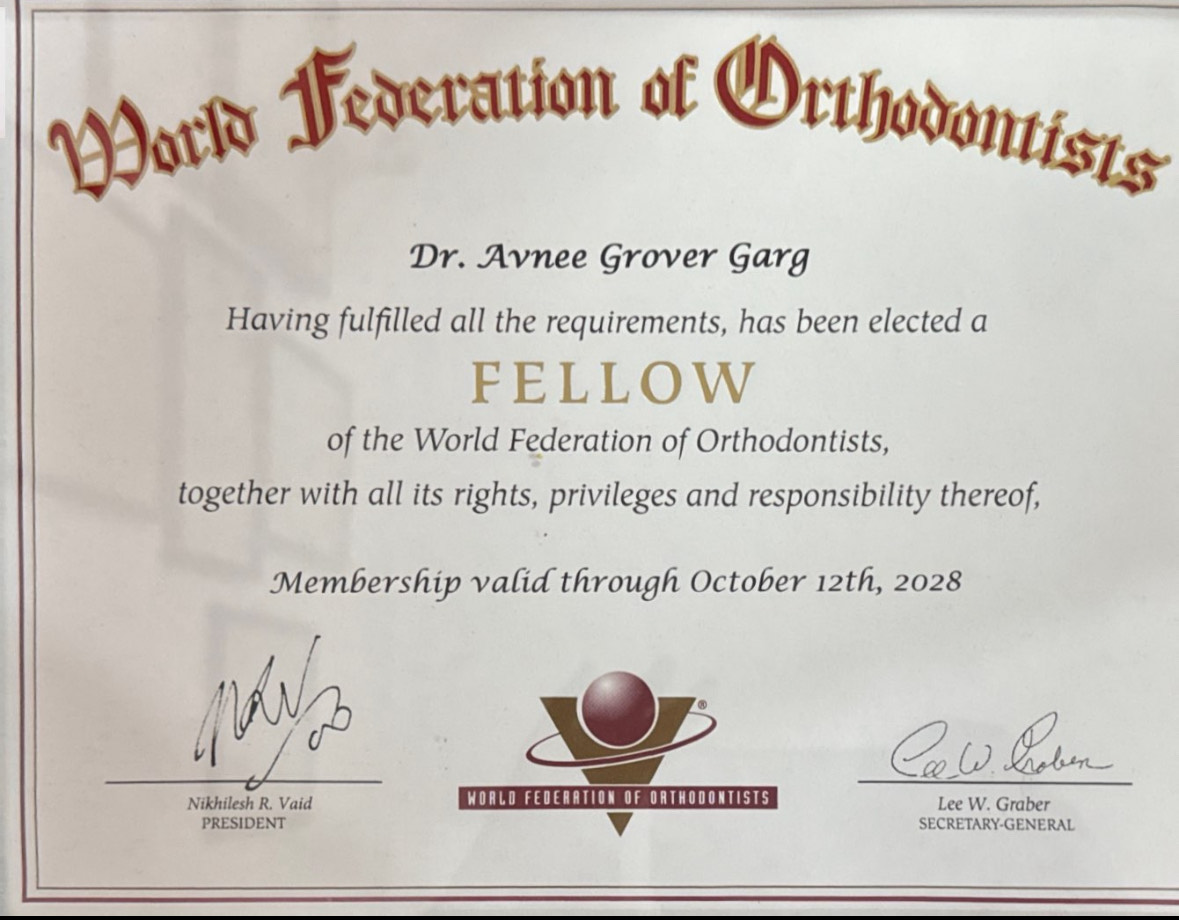 World Federation of Orthodontists
Dr. Avnee Grover Garg
Having fulfilled all the requirements, has been elected a
FELLOW
of the World Federation of Orthodontists,
together with all its rights, privileges and responsibility thereof,
Membership valid through October 12th, 2028
Lee W. Graber
®
WORLD FEDERATION OF ORTHODONTISTS
Nikhilesh R. Vaid
PRESIDENT
Lee W. Graber
SECRETARY-GENERAL